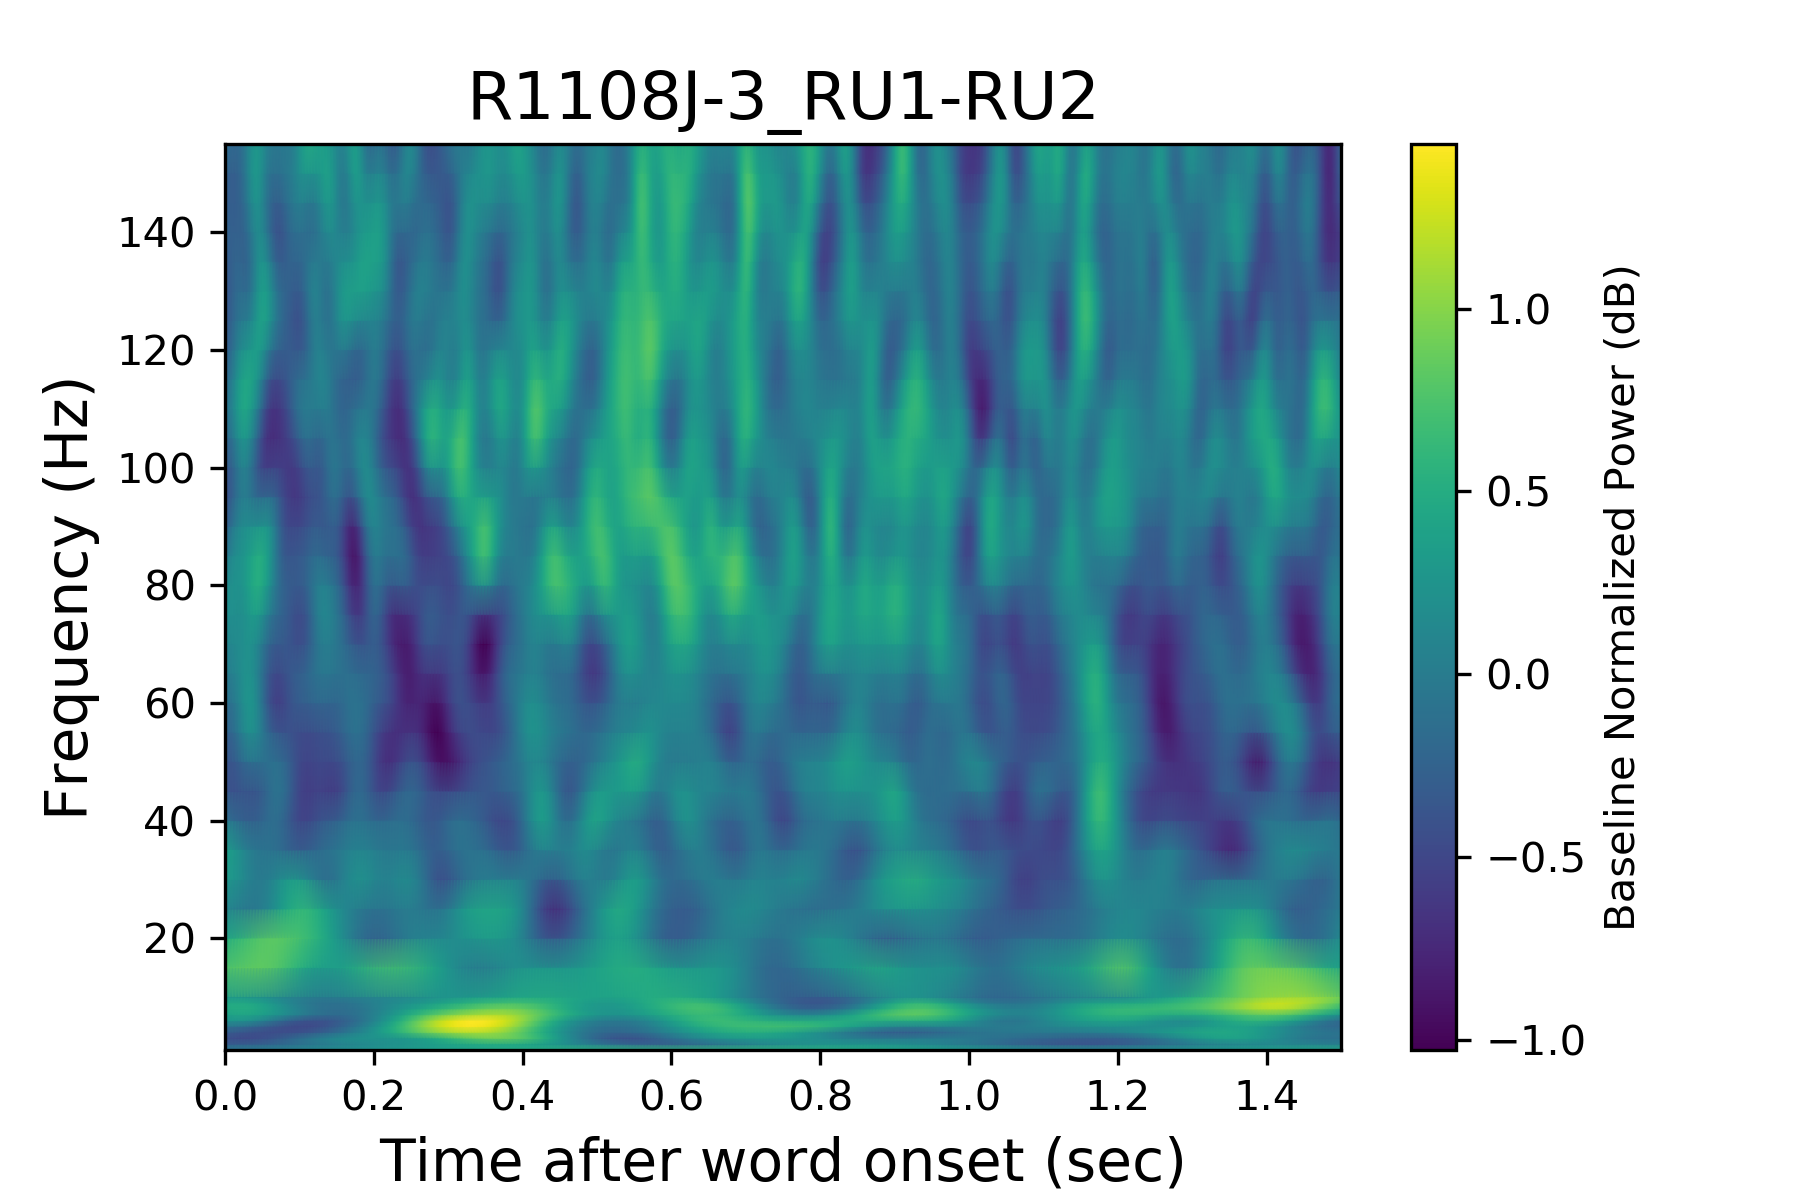 R1108J-3_RU1-RU2
Frequency (Hz)
140
120
100
80
60
40
20
0.0 0.2 0.4 0.6 0.8 1.0 1.2 1.4
Time after word onset (sec)
1.0
0.5
0.0
−0.5
−1.0
Baseline Normalized Power (dB)